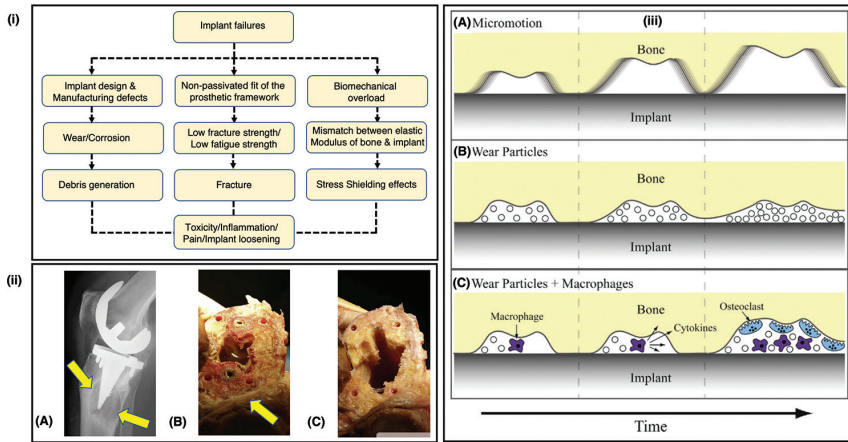 (i)
Implant failures
Implant design &
Manufacturing defects
Non-passivated fit of the
prosthetic framework
Biomechanical
overload
Wear/Corrosion
Low fracture strength/
Low fatigue strength
Mismatch between elastic
Modulus of bone & implant
Debris generation
Fracture
Stress Shielding effects
Toxicity/Inflammation/
Pain/Implant loosening
(ii)
(A)
(B)
(C)
(iii)
(A) Micromotion
Bone
Implant
(B) Wear Particles
Bone
Implant
(C) Wear Particles + Macrophages
Bone
Macrophage
Cytokines
Osteoclast
Implant
Time